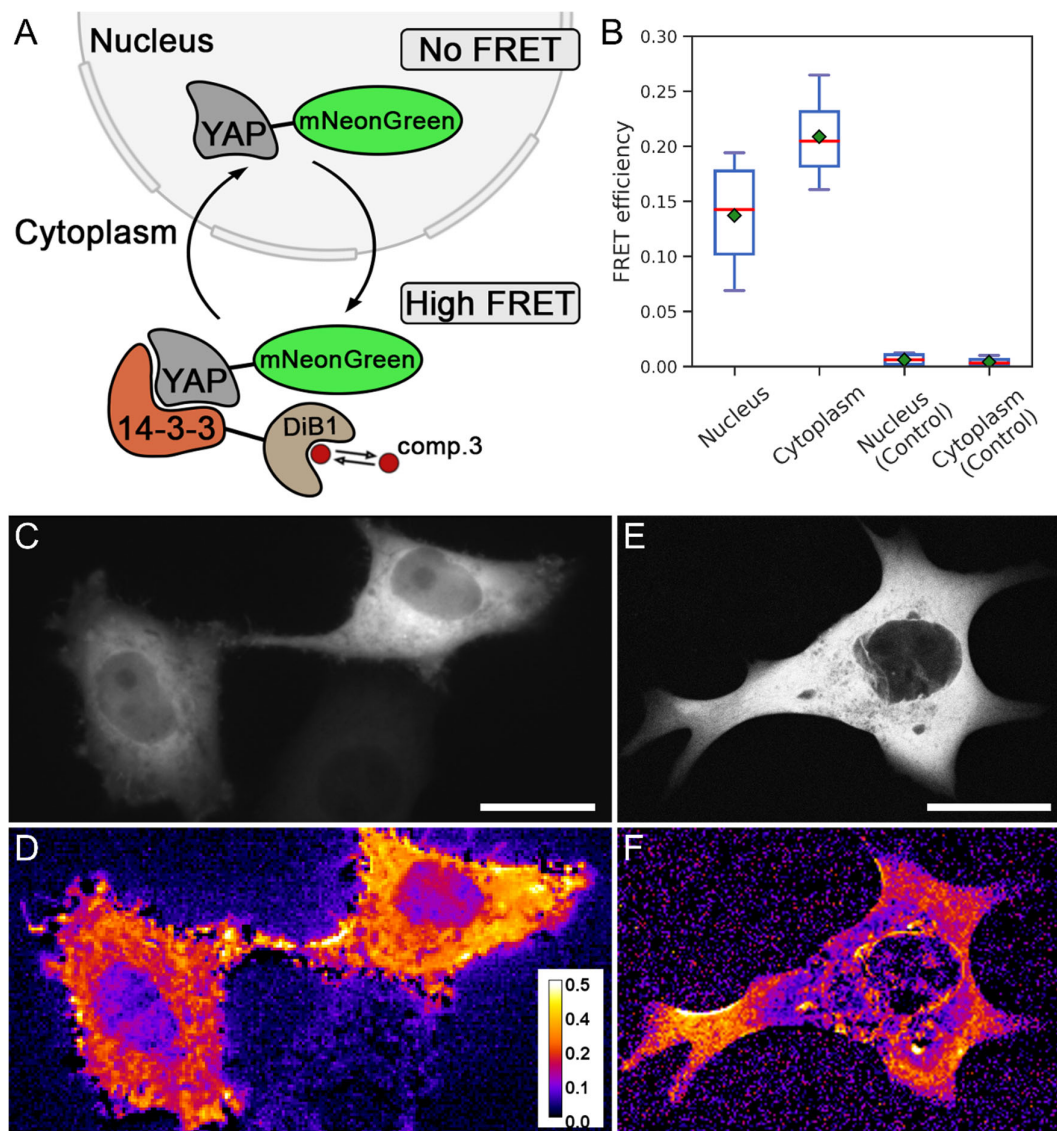 A
Nucleus
No FRET
YAP
mNeonGreen
Cytoplasm
High FRET
YAP
mNeonGreen
14-3-3
DiB1
comp.3
B
FRET efficiency
0.30
0.25
0.20
0.15
0.10
0.05
0.00
Nucleus
Cytoplasm
Nucleus
(Control)
Cytoplasm
(Control)
C
E
D
0.5
0.4
0.2
0.1
0.0
F